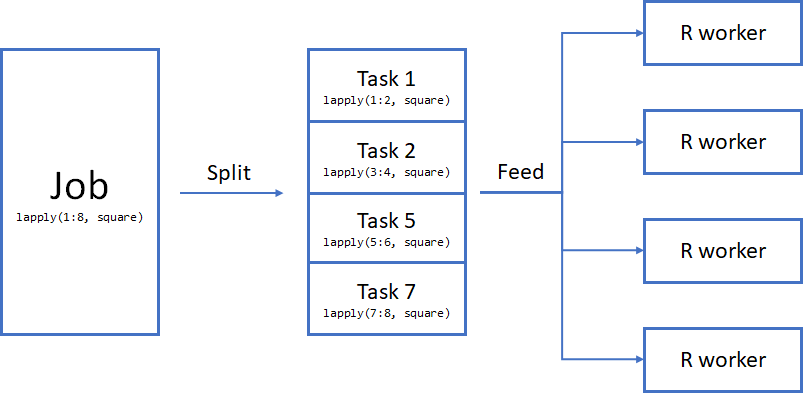 Job
lapply(1:8, square)
Split
Task 1
lapply(1:2, square)
Task 2
lapply(3:4, square)
Task 5
lapply(5:6, square)
Task 7
lapply(7:8, square)
Feed
R worker
R worker
R worker
R worker